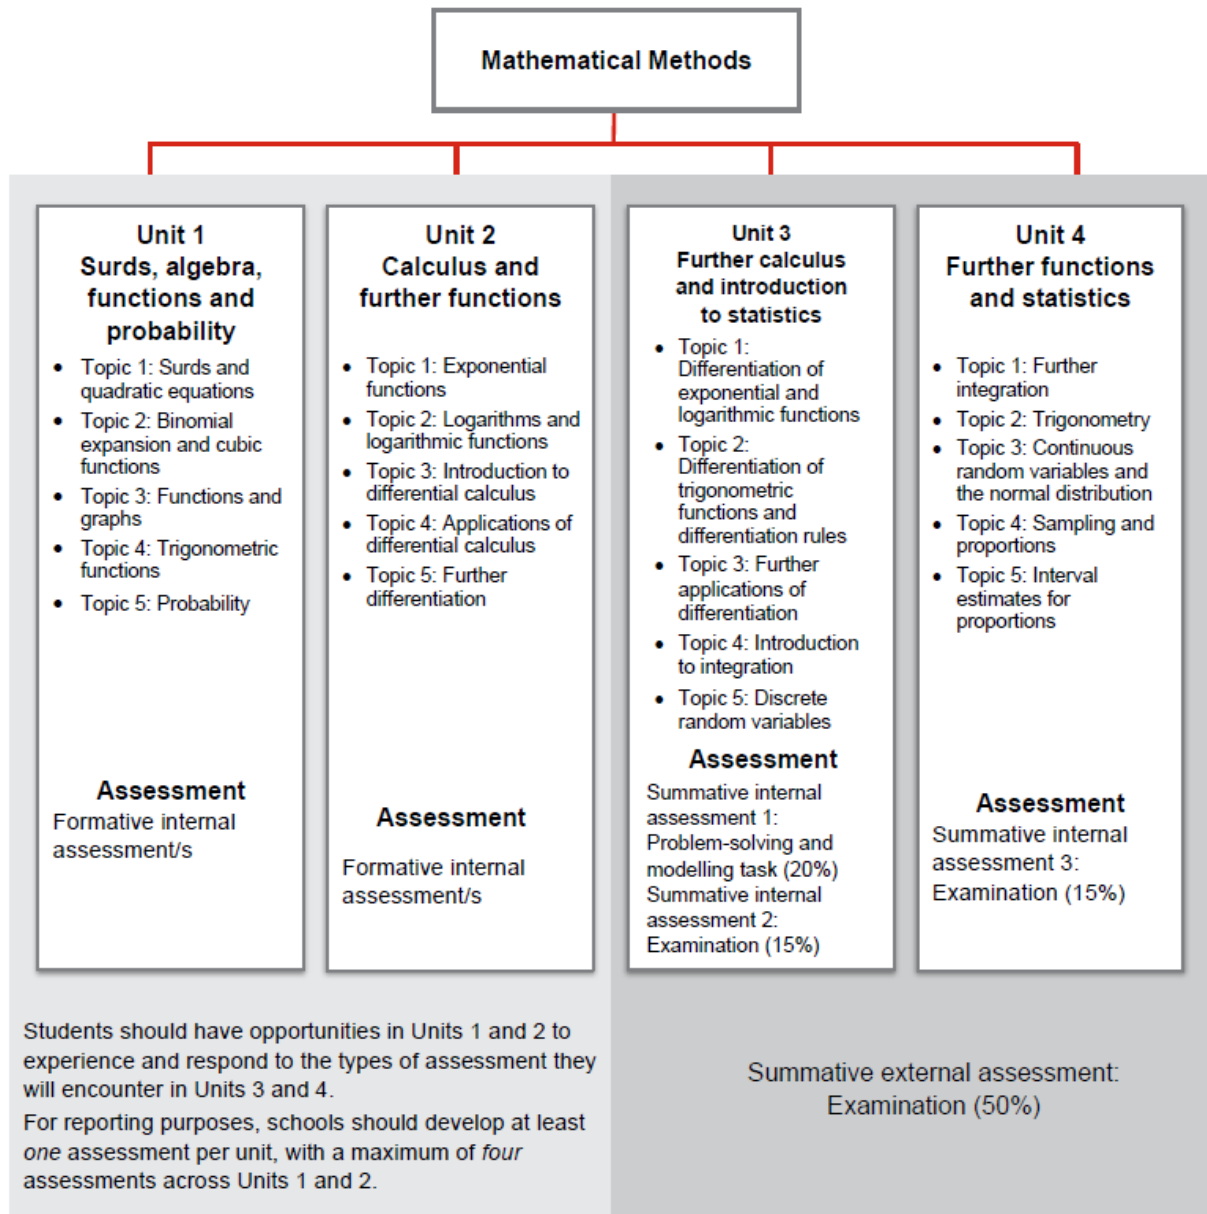 Mathematical Methods
Unit 1
Surds, algebra,
functions and
probability
• Topic 1: Surds and
quadratic equations
• Topic 2: Binomial
expansion and cubic
functions
• Topic 3: Functions and
graphs
• Topic 4: Trigonometric
functions
• Topic 5: Probability
Assessment
Formative internal
assessment/s
Unit 2
Calculus and
further functions
• Topic 1: Exponential
functions
• Topic 2: Logarithms and
logarithmic functions
• Topic 3: Introduction to
differential calculus
• Topic 4: Applications of
differential calculus
• Topic 5: Further
differentiation
Assessment
Formative internal
assessment/s
Unit 3
Further calculus
and introduction
to statistics
• Topic 1:
Differentiation of
exponential and
logarithmic functions
• Topic 2:
Differentiation of
trigonometric
functions and
differentiation rules
• Topic 3: Further
applications of
differentiation
• Topic 4: Introduction
to integration
• Topic 5: Discrete
random variables
Assessment
Summative internal
assessment 1:
Problem-solving and
modelling task (20%)
Summative internal
assessment 2:
Examination (15%)
Unit 4
Further functions
and statistics
• Topic 1: Further
integration
• Topic 2: Trigonometry
• Topic 3: Continuous
random variables and
the normal distribution
• Topic 4: Sampling and
proportions
• Topic 5: Interval
estimates for
proportions
Assessment
Summative internal
assessment 3:
Examination (15%)
Students should have opportunities in Units 1 and 2 to
experience and respond to the types of assessment they
will encounter in Units 3 and 4.
For reporting purposes, schools should develop at least
one assessment per unit, with a maximum of four
assessments across Units 1 and 2.
Summative external assessment:
Examination (50%)